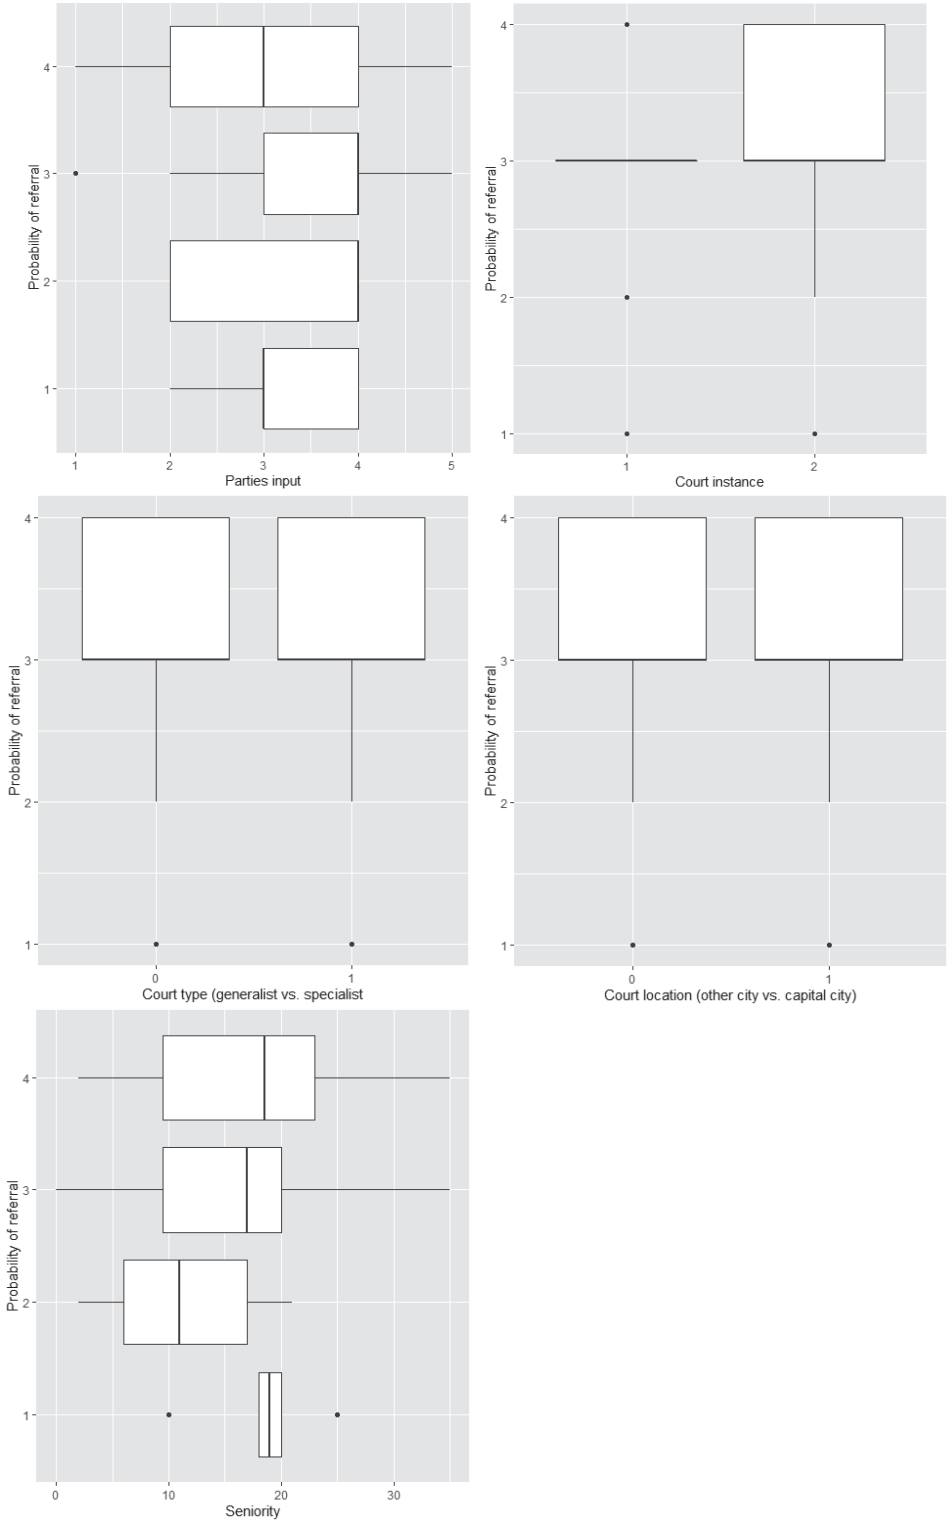 Probability of referral
4
3
2
1
1 2 3 4 5
Parties input
Probability of referral
4
3
2
1
1 2
Court instance
Probability of referral
4
3
2
1
0 1
Court type (generalist vs. specialist
Probability of referral
4
3
2
1
0 1
Court location (other city vs. capital city)
Probability of referral
4
3
2
1
0 10 20 30
Seniority